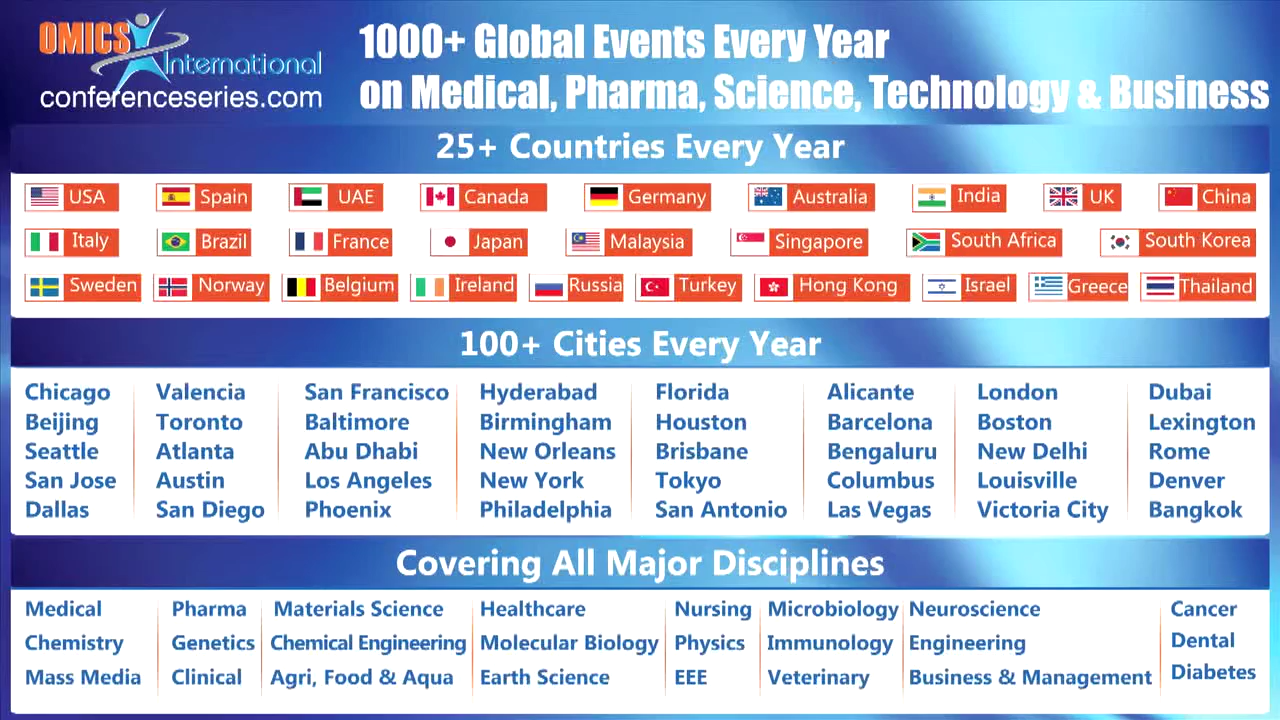 OMICS International
conferenceseries.com
1000+ Global Events Every Year
on Medical, Pharma, Science, Technology & Business
25+ Countries Every Year
USA Spain UAE Canada Germany Australia India UK China
Italy Brazil France Japan Malaysia Singapore South Africa South Korea
Sweden Norway Belgium Ireland Russia Turkey Hong Kong Israel Greece Thailand
100+ Cities Every Year
Chicago Valencia San Francisco Hyderabad Florida Alicante London Dubai
Beijing Toronto Baltimore Birmingham Houston Barcelona Boston Lexington
Seattle Atlanta Abu Dhabi New Orleans Brisbane Bengaluru New Delhi Rome
San Jose Austin Los Angeles New York Tokyo Columbus Louisville Denver
Dallas San Diego Phoenix Philadelphia San Antonio Las Vegas Victoria City Bangkok
Covering All Major Disciplines
Medical Pharma Materials Science Healthcare Nursing Microbiology Neuroscience Cancer
Chemistry Genetics Chemical Engineering Molecular Biology Physics Immunology Engineering Dental
Mass Media Clinical Agri, Food & Aqua Earth Science EEE Veterinary Business & Management Diabetes